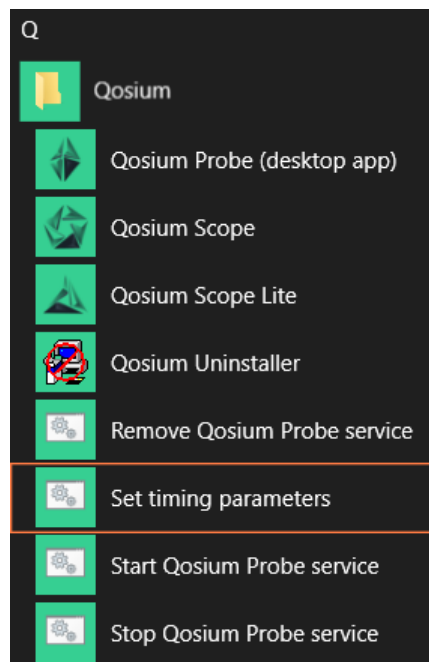 Q
Qosium
Qosium Probe (desktop app)
Qosium Scope
Qosium Scope Lite
Qosium Uninstaller
Remove Qosium Probe service
Set timing parameters
Start Qosium Probe service
Stop Qosium Probe service